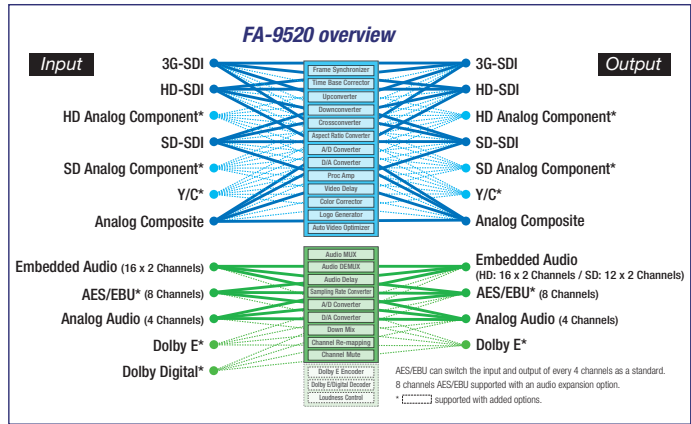 FA-9520 overview
Input
Output
3G-SDI
HD-SDI
HD Analog Component*
SD-SDI
SD Analog Component*
Y/C*
Analog Composite
Frame Synchronizer
Time Base Corrector
Upconverter
Downconverter
Crossconverter
Aspect Ratio Converter
A/D Converter
D/A Converter
Proc Amp
Video Delay
Color Corrector
Logo Generator
Auto Video Optimizer
3G-SDI
HD-SDI
HD Analog Component*
SD-SDI
SD Analog Component*
Y/C*
Analog Composite
Embedded Audio (16 x 2 Channels)
AES/EBU* (8 Channels)
Analog Audio (4 Channels)
Dolby E*
Dolby Digital*
Audio MUX
Audio DEMUX
Audio Delay
Sampling Rate Converter
A/D Converter
D/A Converter
Down Mix
Channel Re-mapping
Channel Mute
Dolby E Encoder
Dolby E/Digital Decoder
Loudness Control
Embedded Audio
(HD: 16 x 2 Channels / SD: 12 x 2 Channels)
AES/EBU* (8 Channels)
Analog Audio (4 Channels)
Dolby E*
AES/EBU can switch the input and output of every 4 channels as a standard.
8 channels AES/EBU supported with an audio expansion option.
* supported with added options.